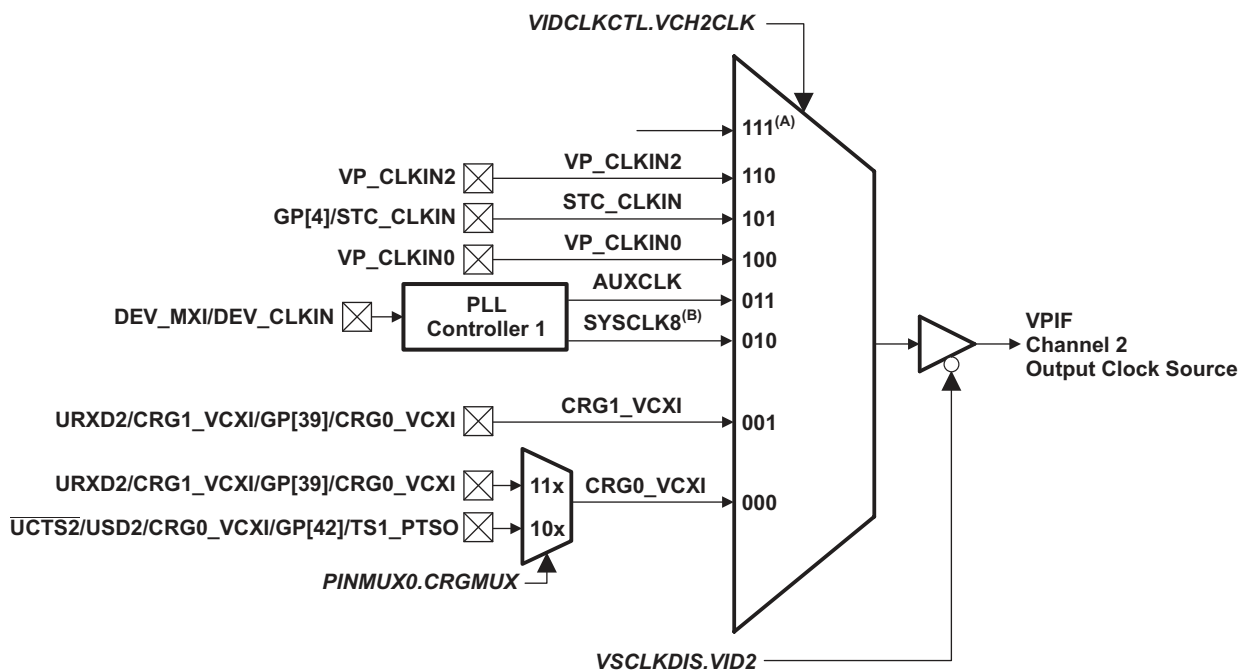 VIDCLKCTL.VCH2CLK
111(A)
VP_CLKIN2 VP_CLKIN2 110
GP[4]/STC_CLKIN STC_CLKIN 101
VP_CLKIN0 VP_CLKIN0 100
AUXCLK 011
DEV_MXI/DEV_CLKIN PLL
Controller 1
SYSCLK8(B) 010
VPIF
Channel 2
Output Clock Source
URXD2/CRG1_VCXI/GP[39]/CRG0_VCXI CRG1_VCXI 001
URXD2/CRG1_VCXI/GP[39]/CRG0_VCXI 11x CRG0_VCXI 000
UCTS2/USD2/CRG0_VCXI/GP[42]/TS1_PTSO 10x
PINMUX0.CRGMUX
VSCLKDIS.VID2